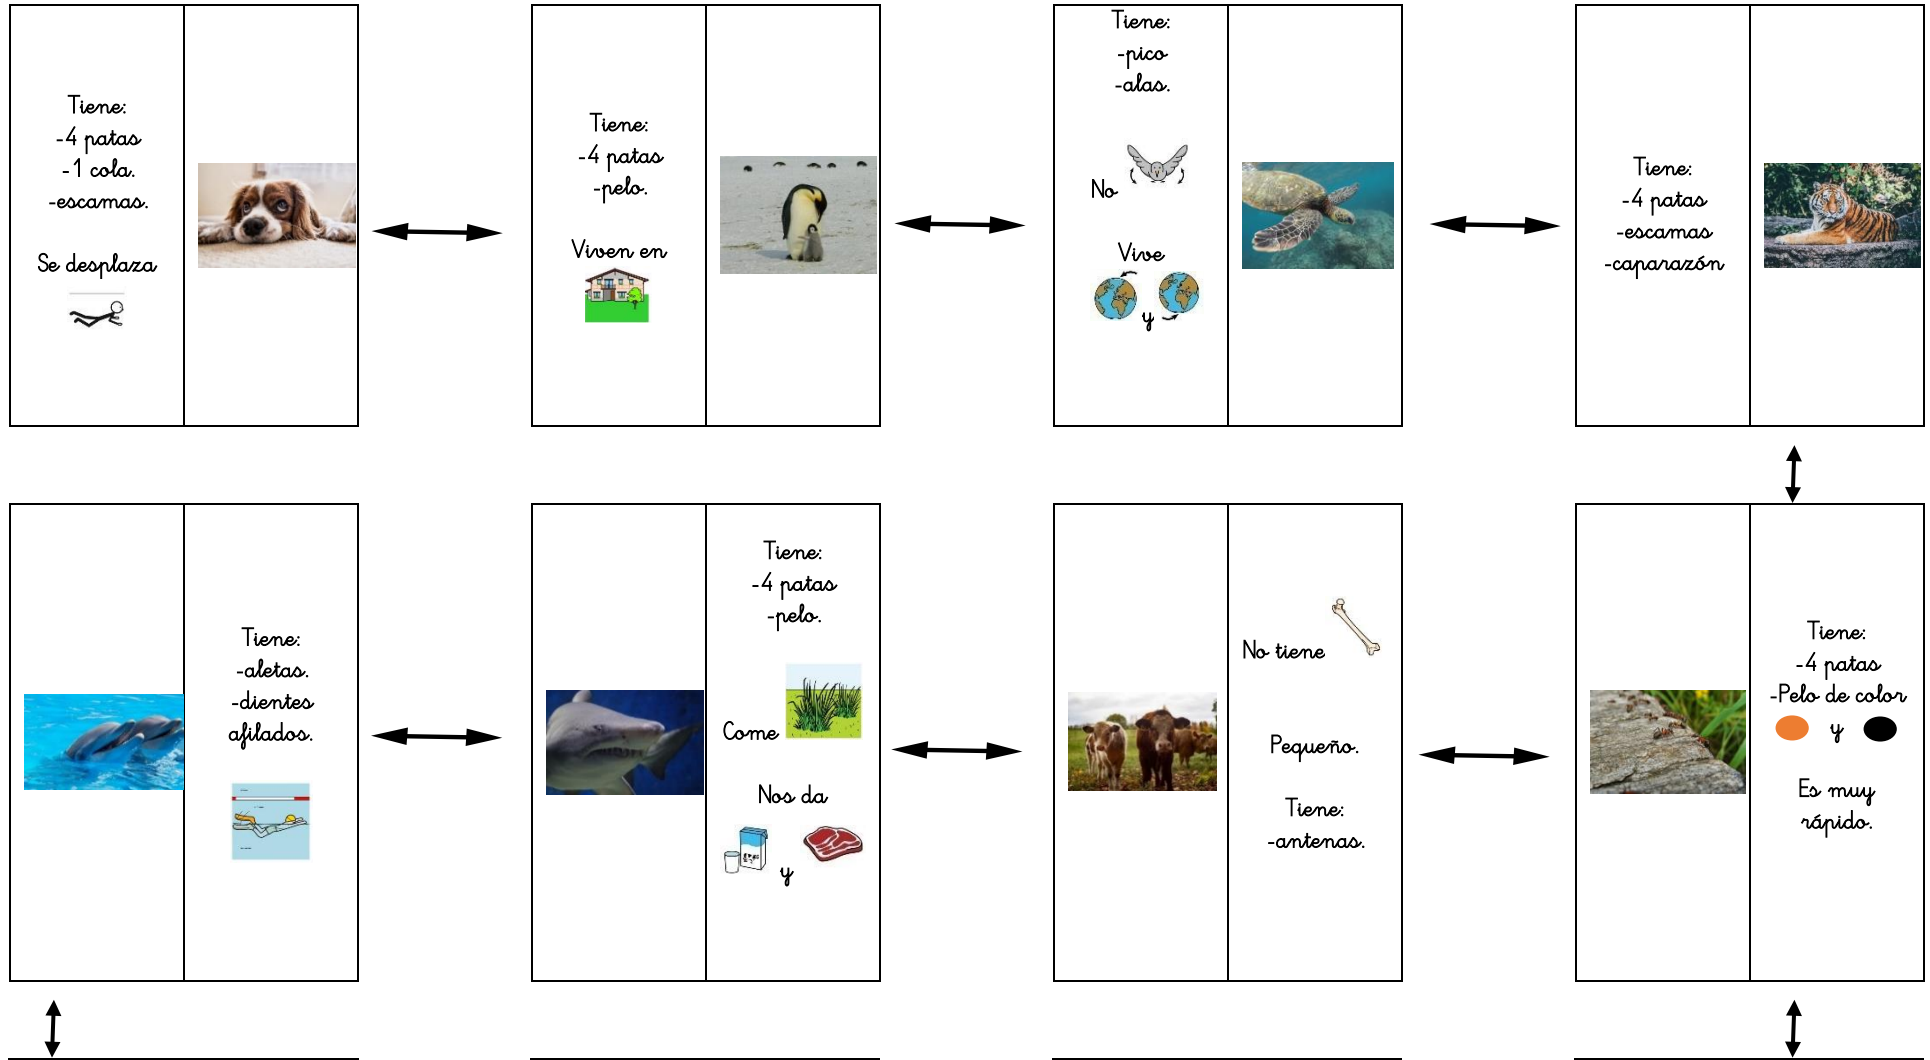 Tiene:
-4 patas
-1 cola.
-escamas.
Se desplaza
Tiene:
-4 patas
-pelo.
Viven en
Tiene:
-pico
-alas.
No
Vive
y
Tiene:
-4 patas
-escamas
-caparazón
Tiene:
-aletas.
-dientes
afilados.
Tiene:
-4 patas
-pelo.
Come
Nos da
y
No tiene
Pequeño.
Tiene:
-antenas.
Tiene:
-4 patas
-Pelo de color
y
Es muy
rápido.